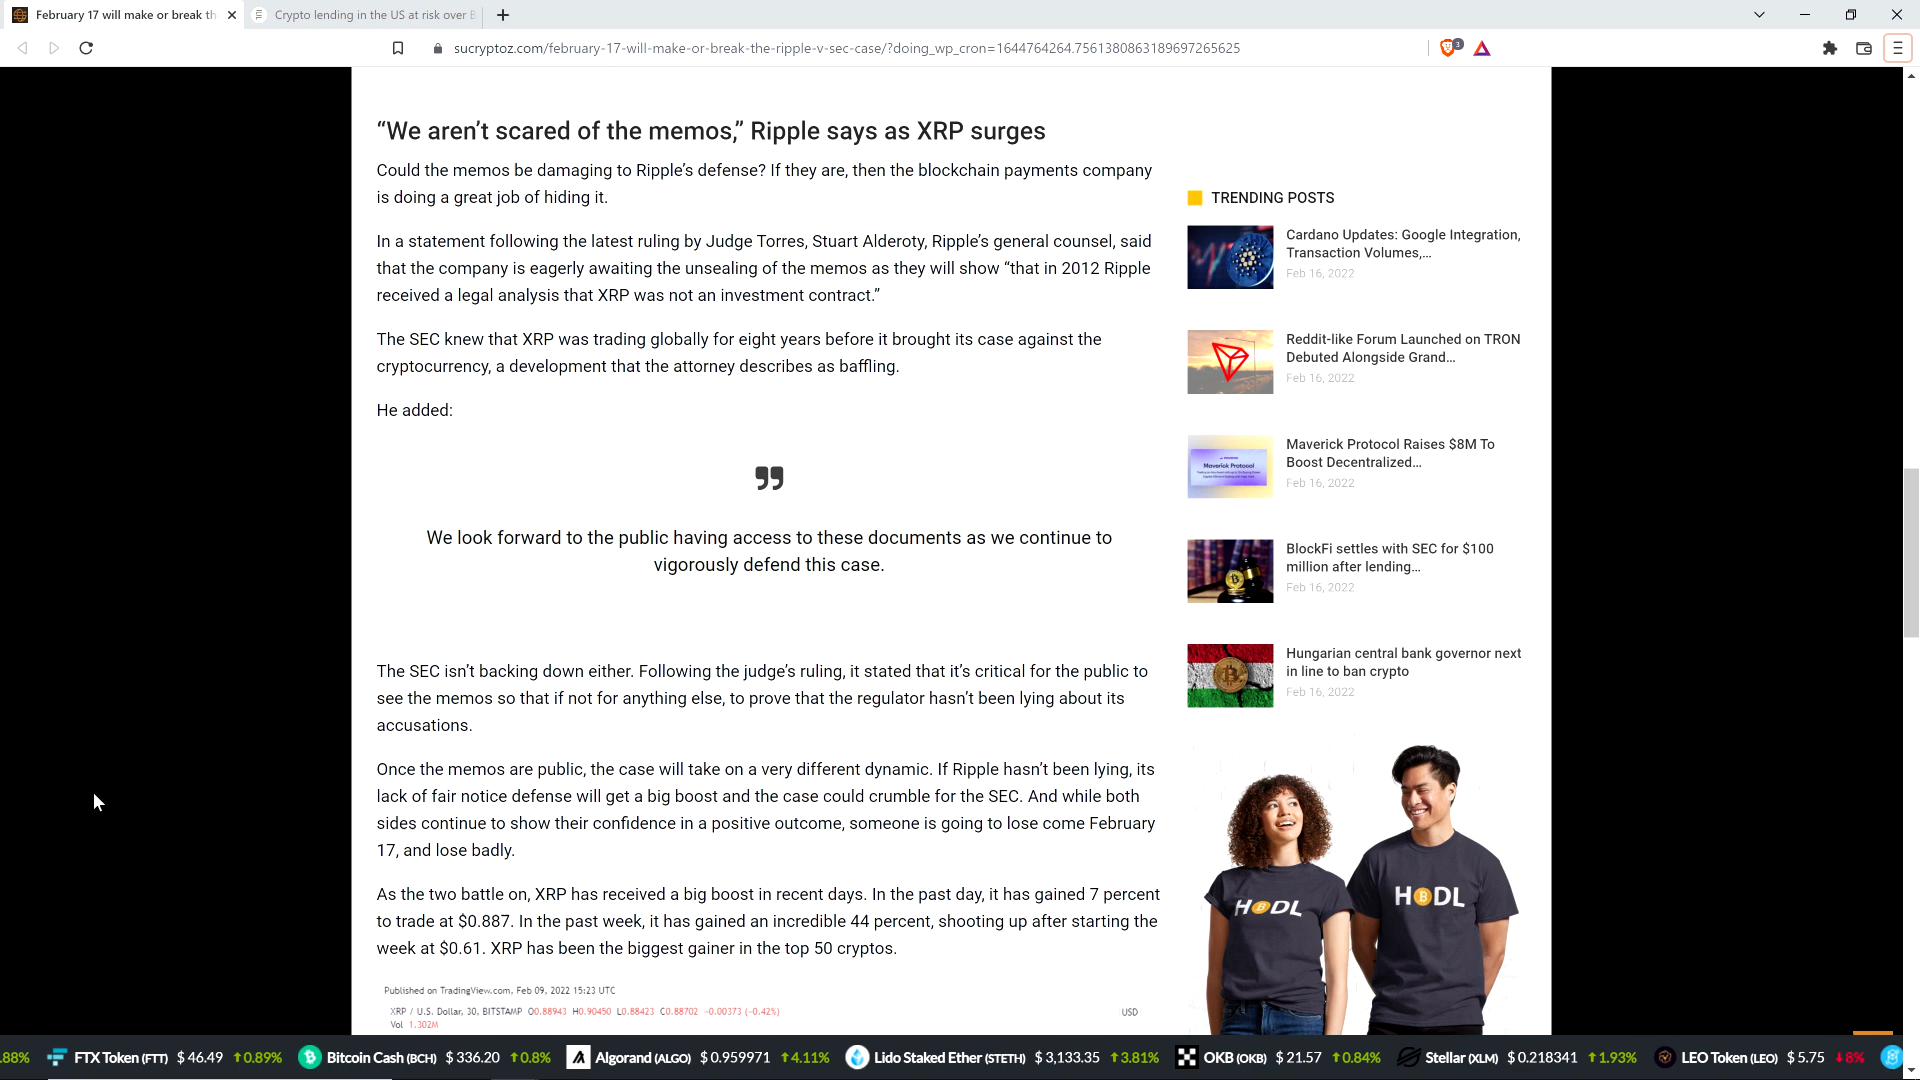 February 17 will make or break th
Crypto lending in the US at risk over B
sucryptoz.com/february-17-will-make-or-break-the-ripple-v-sec-case/?doing_wp_cron=1644764264.7561380863189697265625
3
“We aren’t scared of the memos,” Ripple says as XRP surges
Could the memos be damaging to Ripple’s defense? If they are, then the blockchain payments company
is doing a great job of hiding it.
In a statement following the latest ruling by Judge Torres, Stuart Alderoty, Ripple’s general counsel, said
that the company is eagerly awaiting the unsealing of the memos as they will show “that in 2012 Ripple
received a legal analysis that XRP was not an investment contract.”
The SEC knew that XRP was trading globally for eight years before it brought its case against the
cryptocurrency, a development that the attorney describes as baffling.
He added:
We look forward to the public having access to these documents as we continue to
vigorously defend this case.
The SEC isn’t backing down either. Following the judge’s ruling, it stated that it’s critical for the public to
see the memos so that if not for anything else, to prove that the regulator hasn’t been lying about its
accusations.
Once the memos are public, the case will take on a very different dynamic. If Ripple hasn’t been lying, its
lack of fair notice defense will get a big boost and the case could crumble for the SEC. And while both
sides continue to show their confidence in a positive outcome, someone is going to lose come February
17, and lose badly.
As the two battle on, XRP has received a big boost in recent days. In the past day, it has gained 7 percent
to trade at $0.887. In the past week, it has gained an incredible 44 percent, shooting up after starting the
week at $0.61. XRP has been the biggest gainer in the top 50 cryptos.
Published on TradingView.com, Feb 09, 2022 15:23 UTC
XRP / U.S. Dollar, 30, BITSTAMP O0.88943 H0.90450 L0.88423 C0.88702 −0.00373 (−0.42%)
USD
Vol 1.302M
TRENDING POSTS
Cardano Updates: Google Integration,
Transaction Volumes,...
Feb 16, 2022
Reddit-like Forum Launched on TRON
Debuted Alongside Grand...
Feb 16, 2022
Maverick Protocol
Maverick Protocol Raises $8M To
Boost Decentralized...
Feb 16, 2022
BlockFi settles with SEC for $100
million after lending...
Feb 16, 2022
Hungarian central bank governor next
in line to ban crypto
Feb 16, 2022
HODL
HODL
.88% FTX Token (FTT) $ 46.49 0.89% Bitcoin Cash (BCH) $ 336.20 0.8% Algorand (ALGO) $ 0.959971 4.11% Lido Staked Ether (STETH) $ 3,133.35 3.81% OKB (OKB) $ 21.57 0.84% Stellar (XLM) $ 0.218341 1.93% LEO Token (LEO) $ 5.75 8%